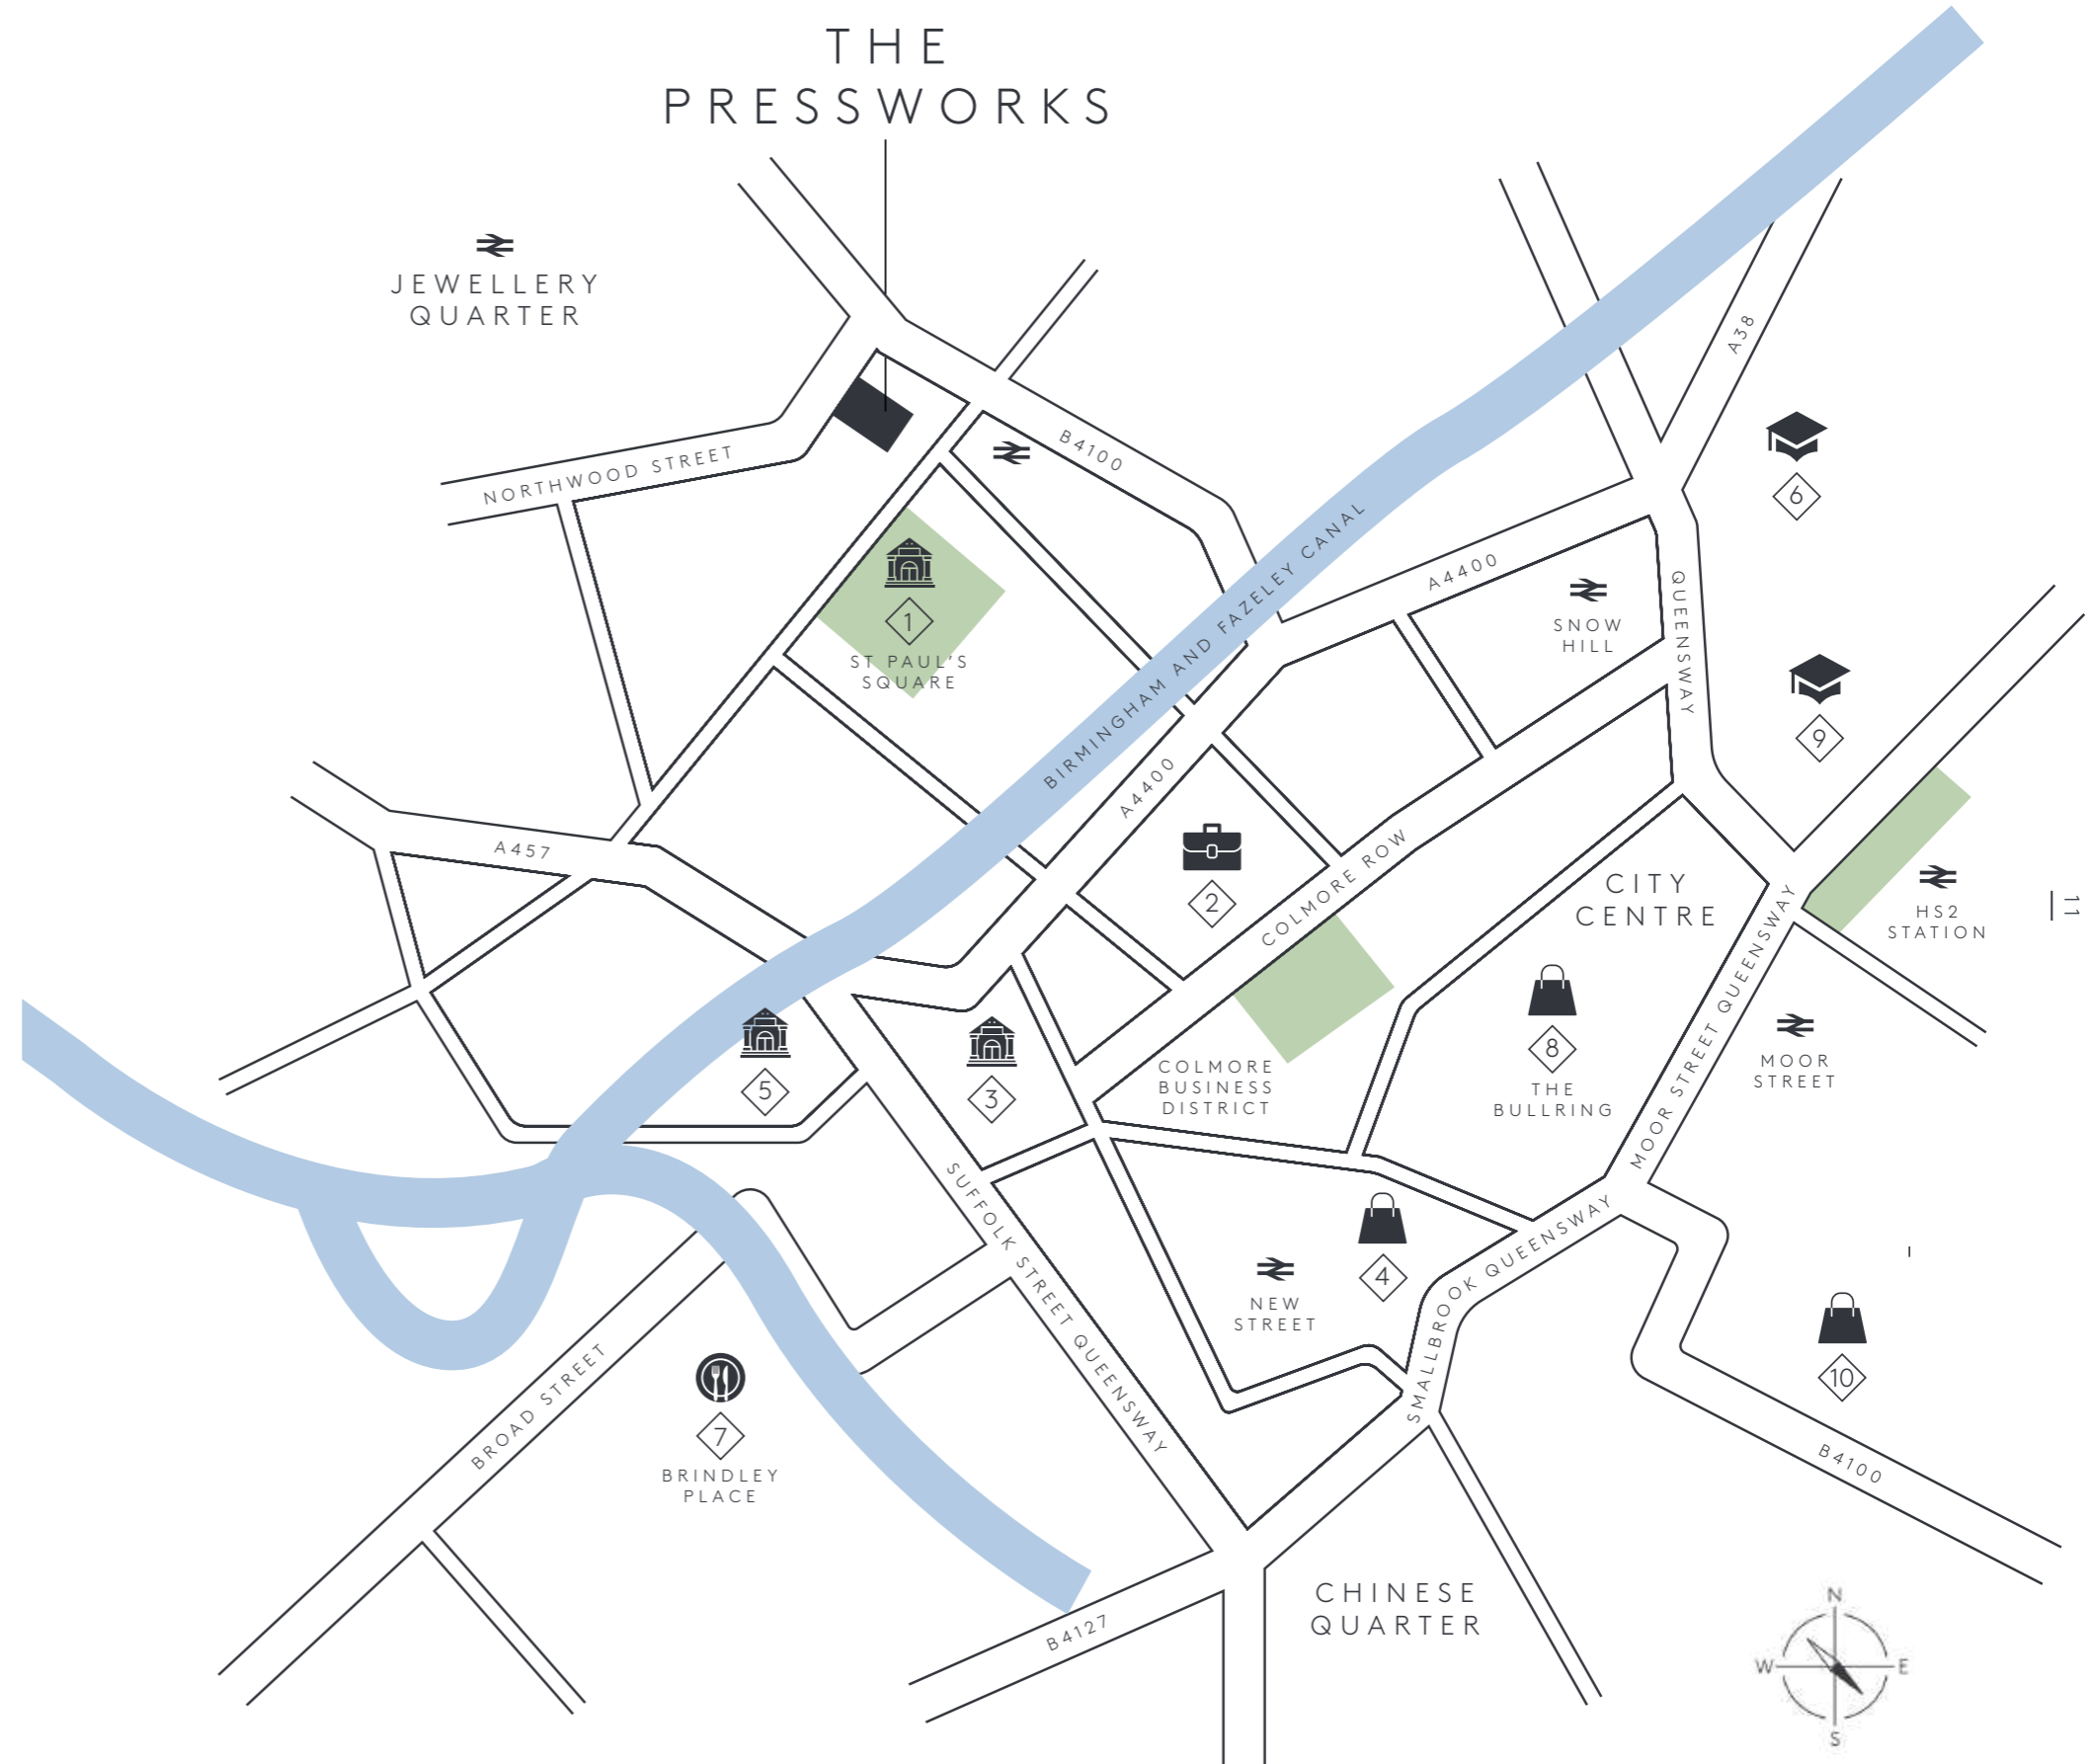 THE
PRESSWORKS
JEWELLERY
QUARTER
A38
B4100
NORTHWOOD STREET
6
BIRMINGHAM AND FAZELEY CANAL
A4400
QUEENSWAY
1
ST PAUL'S
SQUARE
SNOW
HILL
9
A4400
A457
2
COLMORE ROW
CITY
CENTRE
HS2
STATION
11
8
THE
BULLRING
MOOR STREET QUEENSWAY
MOOR
STREET
5
3
COLMORE
BUSINESS
DISTRICT
SUFFOLK STREET QUEENSWAY
4
NEW
STREET
SMALLBROOK QUEENSWAY
10
BROAD STREET
7
BRINDLEY
PLACE
B4100
CHINESE
QUARTER
B4127
N
W
E
S